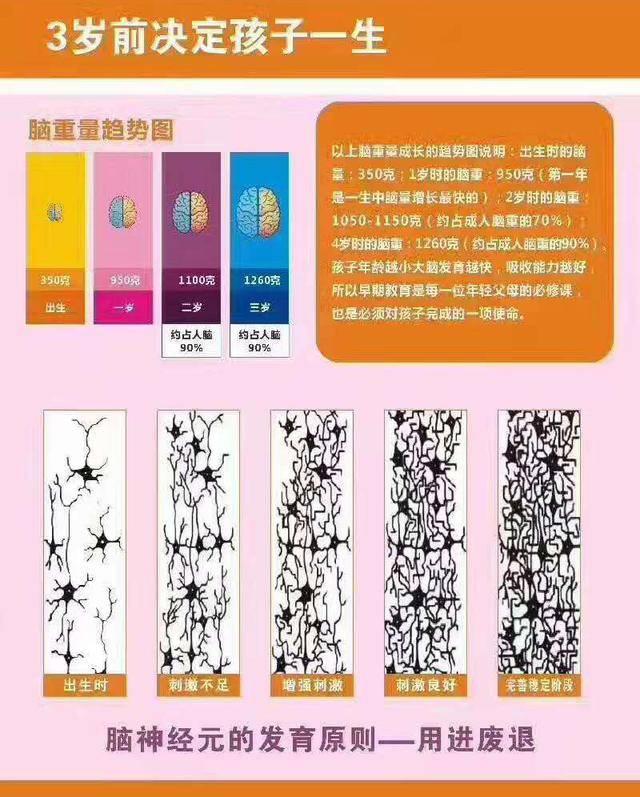 3岁前决定孩子一生
脑重量趋势图
350克
950克
1100克
1260克
出生
一岁
二岁
三岁
约占人脑
90%
约占人脑
90%
以上脑重量成长的趋势图说明：出生时的脑
量：350克；1岁时的脑重：950克（第一年
是一生中脑量增长最快的）；2岁时的脑重：
1050-1150克（约占成人脑重的70%）；
4岁时的脑重：1260克（约占成人脑重的90%）、
孩子年龄越小大脑发育越快，吸收能力越好，
所以早期教育是每一位年轻父母的必修课，
也是必须对孩子完成的一项使命。
出生时
刺激不足
增强刺激
刺激良好
完善稳定阶段
脑神经元的发育原则——用进废退